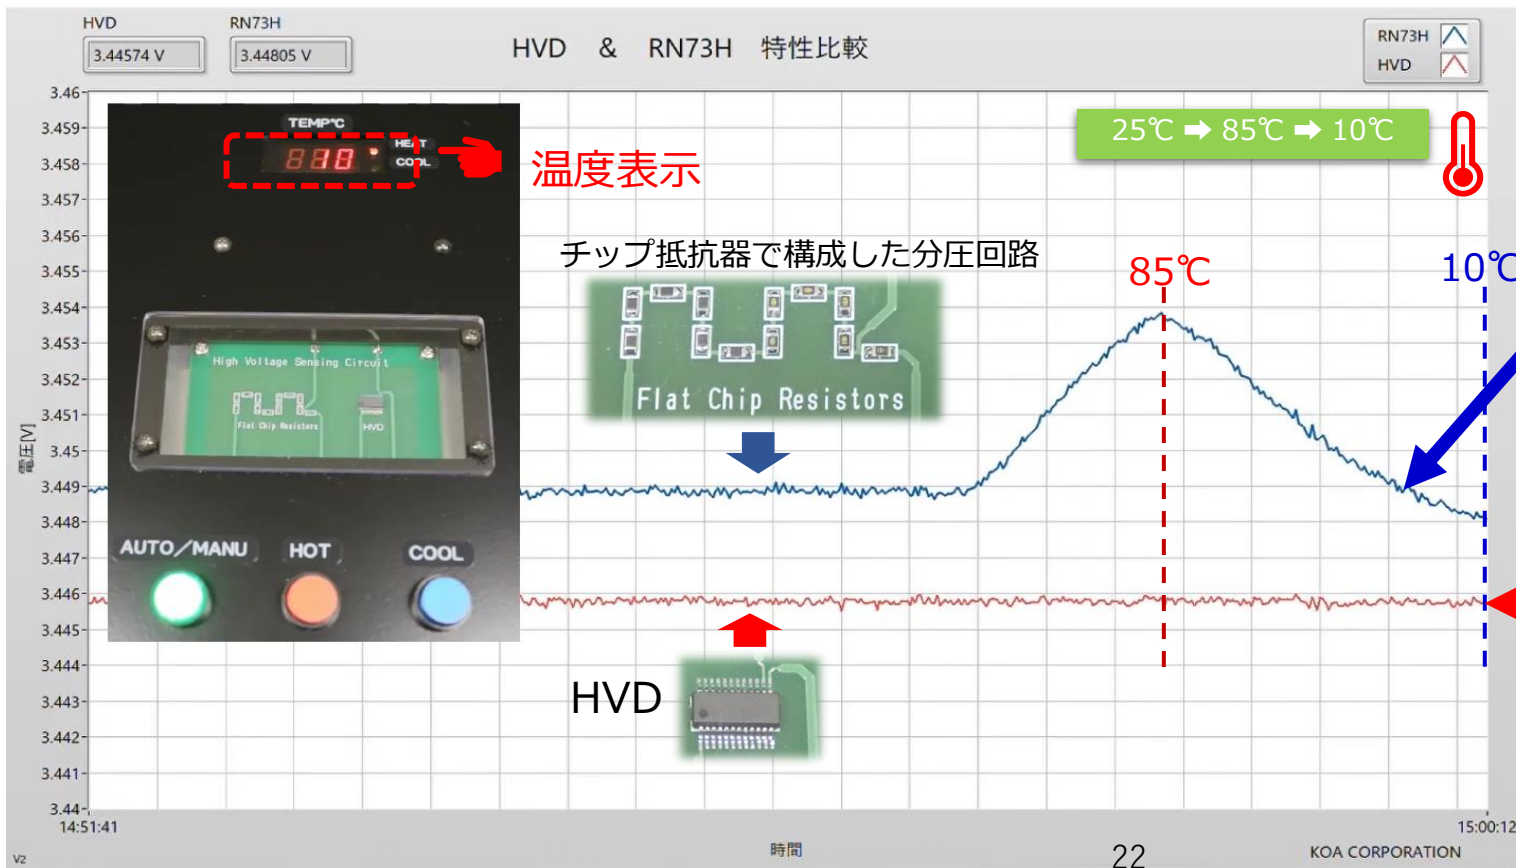 HVD
RN73H
3.44574 V
3.44805 V
HVD & RN73H 特性比較
RN73H
HVD
3.46
3.459
3.458
3.457
3.456
3.455
3.454
3.453
3.452
3.451
3.45
3.449
3.448
3.447
3.446
3.445
3.444
3.443
3.442
3.441
3.44
電圧[V]
TEMP℃
10
HEAT
COOL
温度表示
25℃ ➡ 85℃ ➡ 10℃
チップ抵抗器で構成した分圧回路
85℃
10℃
Flat Chip Resistors
High Voltage Sensing Circuit
Flat Chip Resistors
HVD
AUTO/MANU
HOT
COOL
HVD
14:51:41
15:00:12
時間
V2
22
KOA CORPORATION